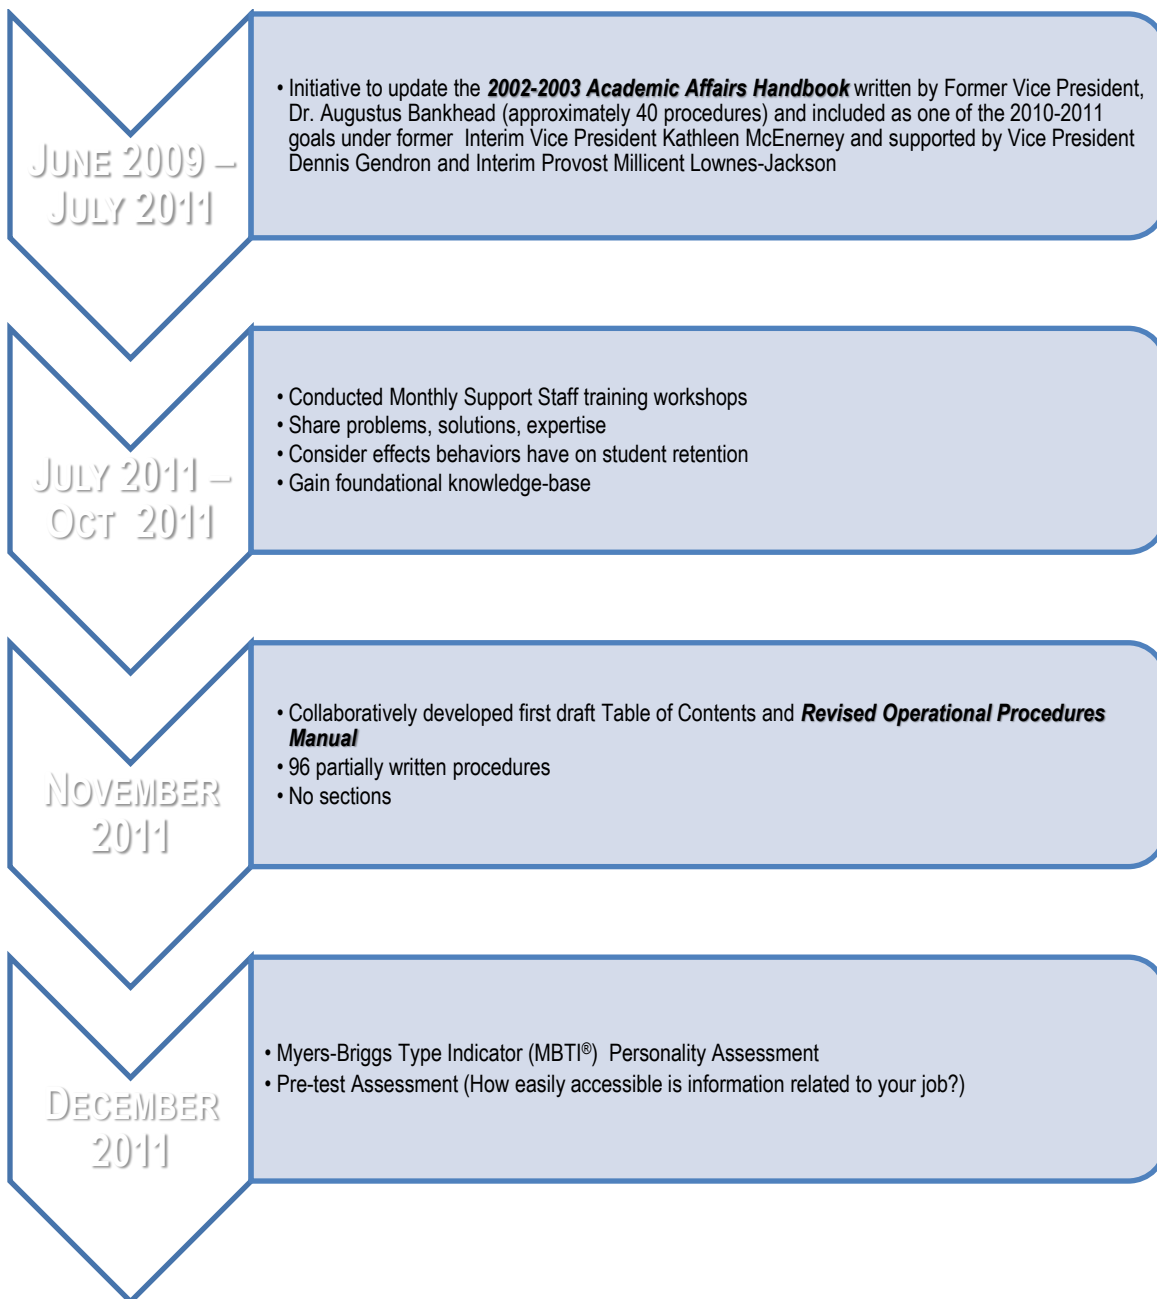 JUNE 2009 –
JULY 2011
• Initiative to update the 2002-2003 Academic Affairs Handbook written by Former Vice President,
Dr. Augustus Bankhead (approximately 40 procedures) and included as one of the 2010-2011
goals under former  Interim Vice President Kathleen McEnerney and supported by Vice President
Dennis Gendron and Interim Provost Millicent Lownes-Jackson
JULY 2011 –
OCT  2011
• Conducted Monthly Support Staff training workshops
• Share problems, solutions, expertise
• Consider effects behaviors have on student retention
• Gain foundational knowledge-base
NOVEMBER
2011
• Collaboratively developed first draft Table of Contents and Revised Operational Procedures
Manual
• 96 partially written procedures
• No sections
DECEMBER
2011
• Myers-Briggs Type Indicator (MBTI®)  Personality Assessment
• Pre-test Assessment (How easily accessible is information related to your job?)